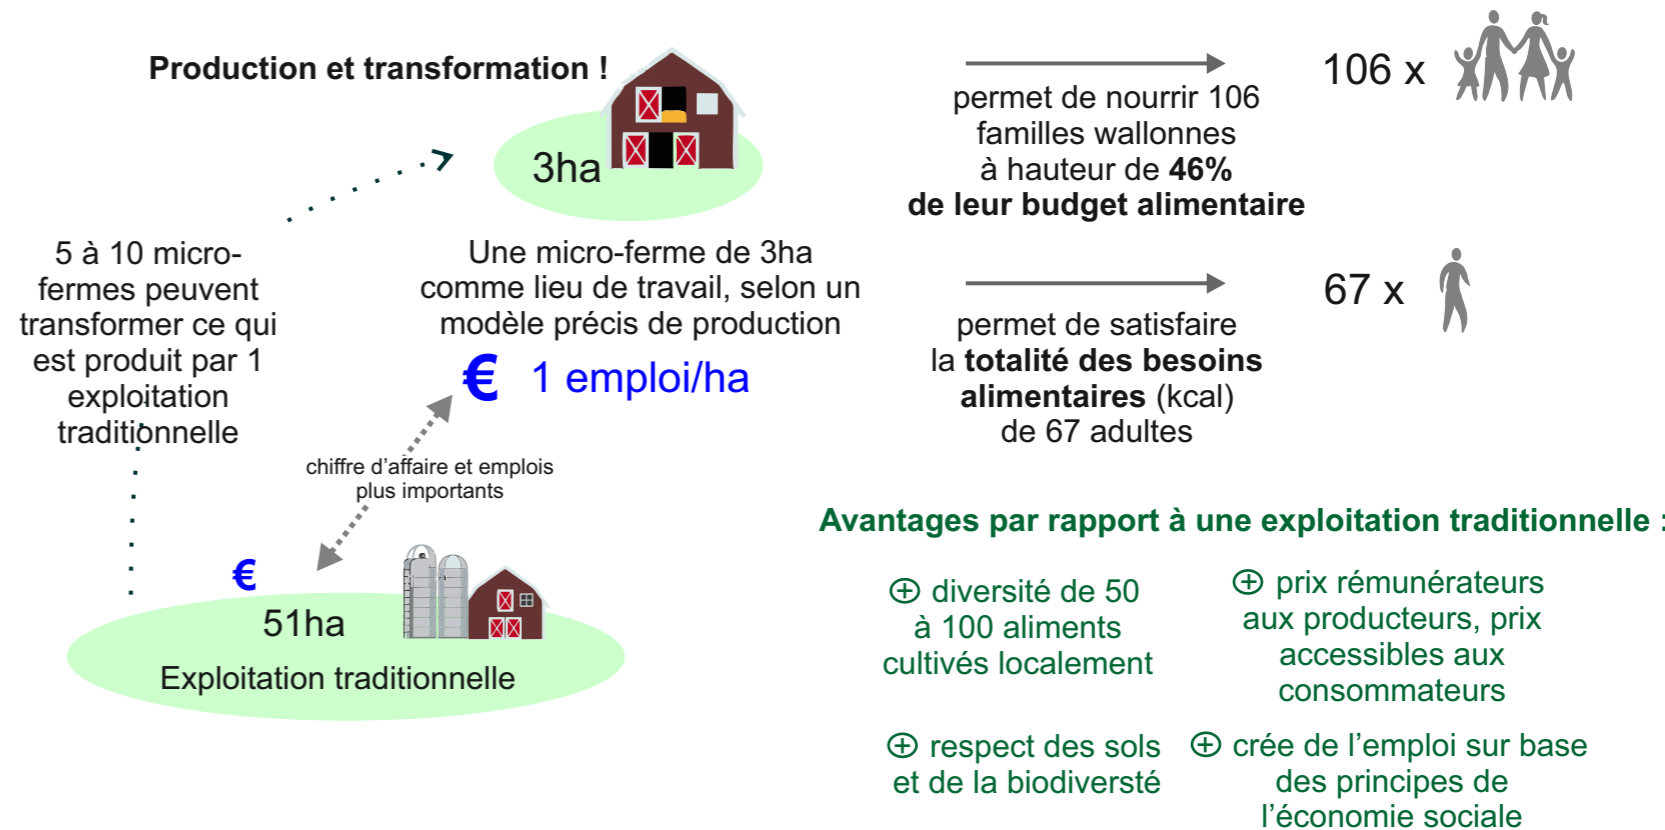 Production et transformation !
3ha
5 à 10 micro-
fermes peuvent
transformer ce qui
est produit par 1
exploitation
traditionnelle
Une micro-ferme de 3ha
comme lieu de travail, selon un
modèle précis de production
€ 1 emploi/ha
chiffre d'affaire et emplois
plus importants
€
51ha
Exploitation traditionnelle
permet de nourrir 106
familles wallonnes
à hauteur de 46%
de leur budget alimentaire
106 x
permet de satisfaire
la totalité des besoins
alimentaires (kcal)
de 67 adultes
67 x
Avantages par rapport à une exploitation traditionnelle :
⊕ diversité de 50
à 100 aliments
cultivés localement
⊕ prix rémunérateurs
aux producteurs, prix
accessibles aux
consommateurs
⊕ respect des sols
et de la biodiversté
⊕ crée de l'emploi sur base
des principes de
l'économie sociale